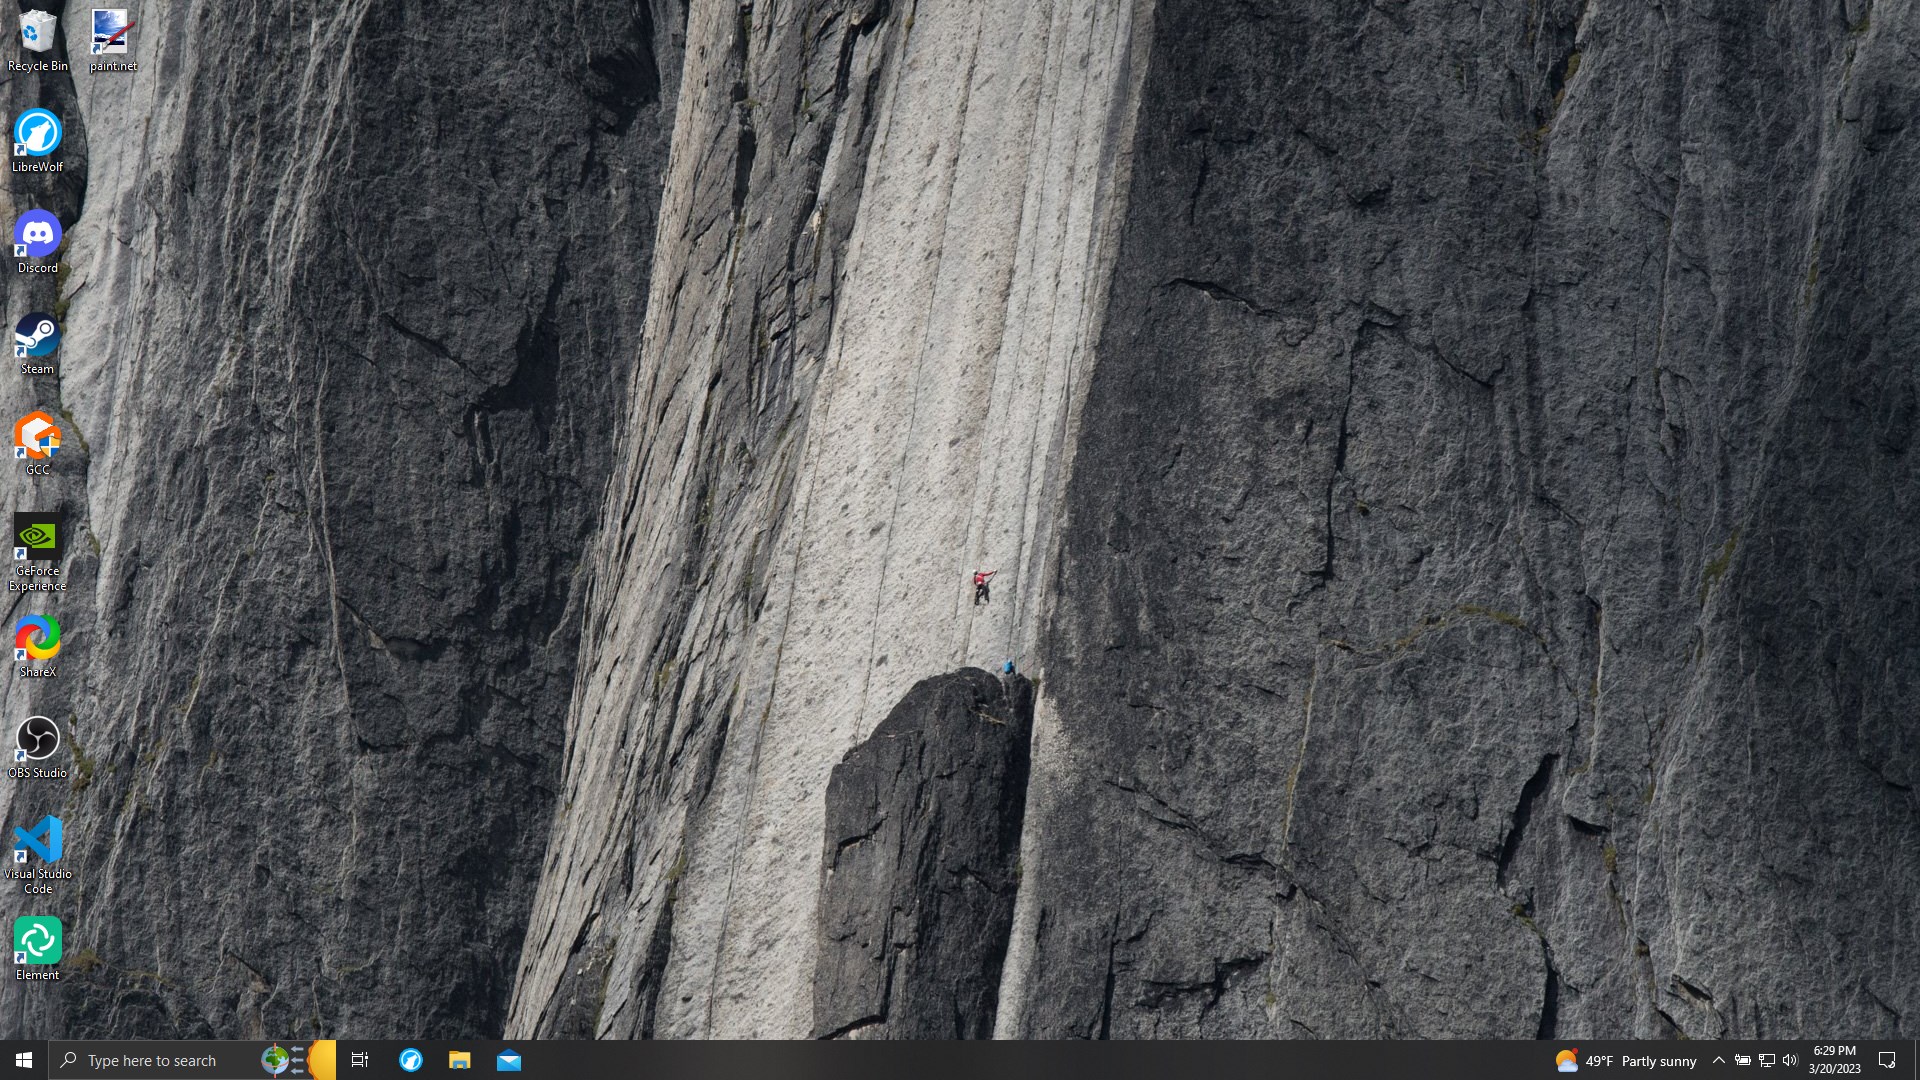 Recycle Bin
paint.net
LibreWolf
Discord
Steam
GCC
GeForce
Experience
ShareX
OBS Studio
Visual Studio
Code
Element
Type here to search
49°F Partly sunny
6:29 PM
3/20/2023